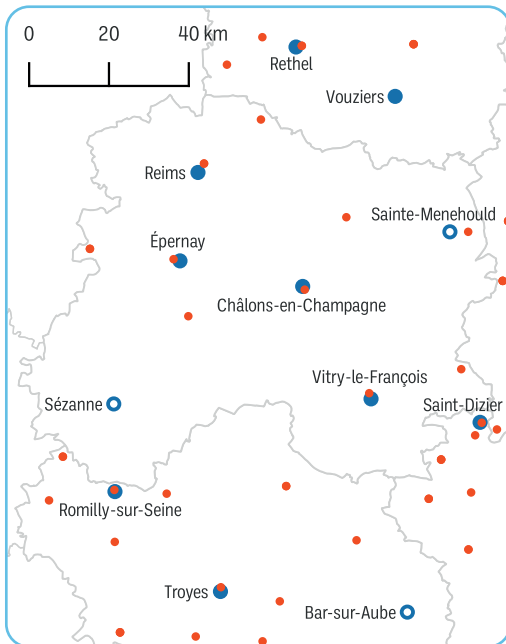 0 20 40 km
Rethel
Vouziers
Reims
Sainte-Menehould
Épernay
Châlons-en-Champagne
Vitry-le-François
Sézanne
Saint-Dizier
Romilly-sur-Seine
Troyes
Bar-sur-Aube